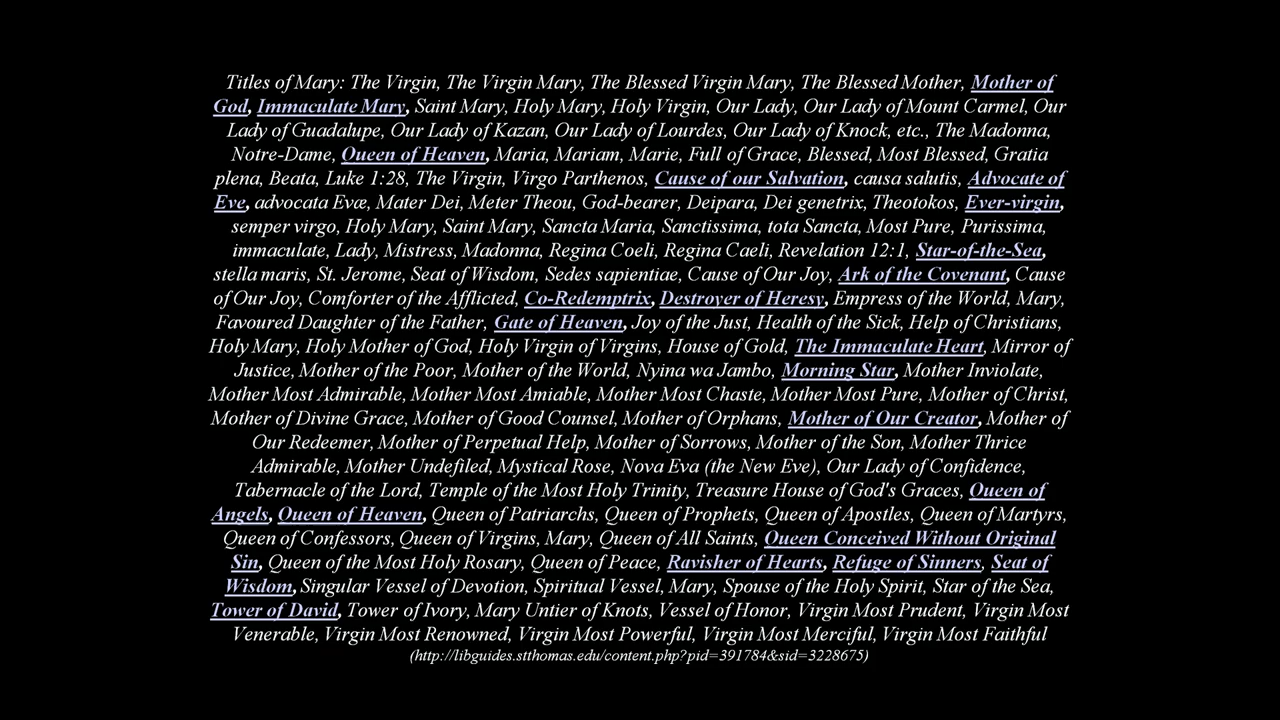 Titles of Mary: The Virgin, The Virgin Mary, The Blessed Virgin Mary, The Blessed Mother, Mother of
God, Immaculate Mary, Saint Mary, Holy Mary, Holy Virgin, Our Lady, Our Lady of Mount Carmel, Our
Lady of Guadalupe, Our Lady of Kazan, Our Lady of Lourdes, Our Lady of Knock, etc., The Madonna,
Notre-Dame, Queen of Heaven, Maria, Mariam, Marie, Full of Grace, Blessed, Most Blessed, Gratia
plena, Beata, Luke 1:28, The Virgin, Virgo Parthenos, Cause of our Salvation, causa salutis, Advocate of
Eve, advocata Evæ, Mater Dei, Meter Theou, God-bearer, Deipara, Dei genetrix, Theotokos, Ever-virgin,
semper virgo, Holy Mary, Saint Mary, Sancta Maria, Sanctissima, tota Sancta, Most Pure, Purissima,
immaculate, Lady, Mistress, Madonna, Regina Coeli, Regina Caeli, Revelation 12:1, Star-of-the-Sea,
stella maris, St. Jerome, Seat of Wisdom, Sedes sapientiae, Cause of Our Joy, Ark of the Covenant, Cause
of Our Joy, Comforter of the Afflicted, Co-Redemptrix, Destroyer of Heresy, Empress of the World, Mary,
Favoured Daughter of the Father, Gate of Heaven, Joy of the Just, Health of the Sick, Help of Christians,
Holy Mary, Holy Mother of God, Holy Virgin of Virgins, House of Gold, The Immaculate Heart, Mirror of
Justice, Mother of the Poor, Mother of the World, Nyina wa Jambo, Morning Star, Mother Inviolate,
Mother Most Admirable, Mother Most Amiable, Mother Most Chaste, Mother Most Pure, Mother of Christ,
Mother of Divine Grace, Mother of Good Counsel, Mother of Orphans, Mother of Our Creator, Mother of
Our Redeemer, Mother of Perpetual Help, Mother of Sorrows, Mother of the Son, Mother Thrice
Admirable, Mother Undefiled, Mystical Rose, Nova Eva (the New Eve), Our Lady of Confidence,
Tabernacle of the Lord, Temple of the Most Holy Trinity, Treasure House of God's Graces, Queen of
Angels, Queen of Heaven, Queen of Patriarchs, Queen of Prophets, Queen of Apostles, Queen of Martyrs,
Queen of Confessors, Queen of Virgins, Mary, Queen of All Saints, Queen Conceived Without Original
Sin, Queen of the Most Holy Rosary, Queen of Peace, Ravisher of Hearts, Refuge of Sinners, Seat of
Wisdom, Singular Vessel of Devotion, Spiritual Vessel, Mary, Spouse of the Holy Spirit, Star of the Sea,
Tower of David, Tower of Ivory, Mary Untier of Knots, Vessel of Honor, Virgin Most Prudent, Virgin Most
Venerable, Virgin Most Renowned, Virgin Most Powerful, Virgin Most Merciful, Virgin Most Faithful
(http://libguides.stthomas.edu/content.php?pid=391784&sid=3228675)